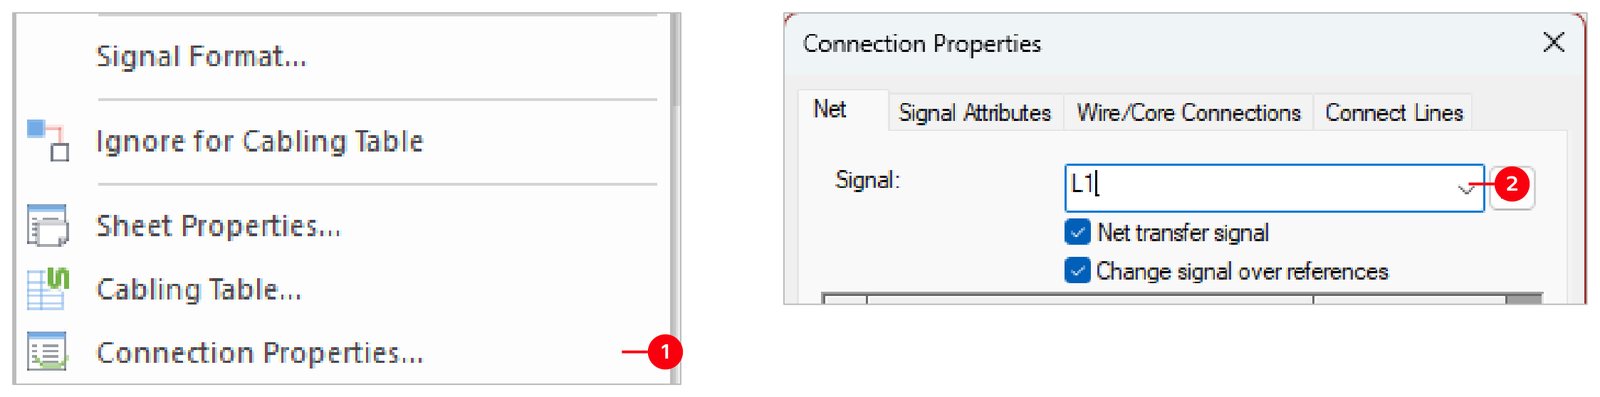 Signal Format...
Ignore for Cabling Table
Sheet Properties...
Cabling Table...
Connection Properties...
1
Connection Properties
Net
Signal Attributes
Wire/Core Connections
Connect Lines
Signal:
L1
2
Net transfer signal
Change signal over references